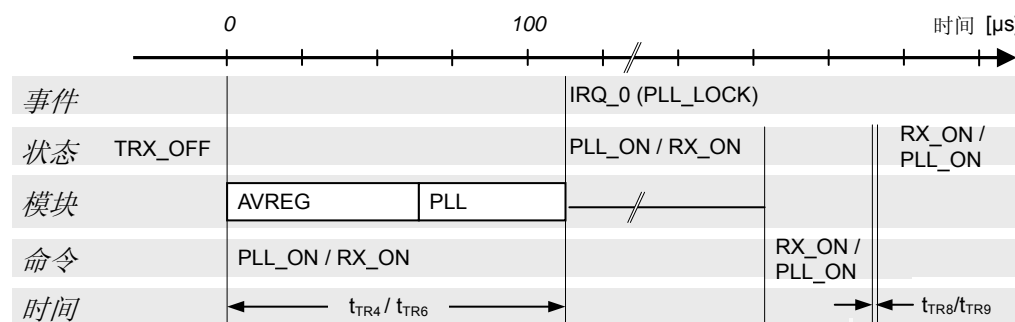 0 100 时间 [µs]
事件 IRQ_0 (PLL_LOCK)
状态 TRX_OFF PLL_ON / RX_ON RX_ON /
PLL_ON
模块 AVREG PLL
命令 PLL_ON / RX_ON RX_ON /
PLL_ON
时间 tTR4 / tTR6 tTR8/tTR9